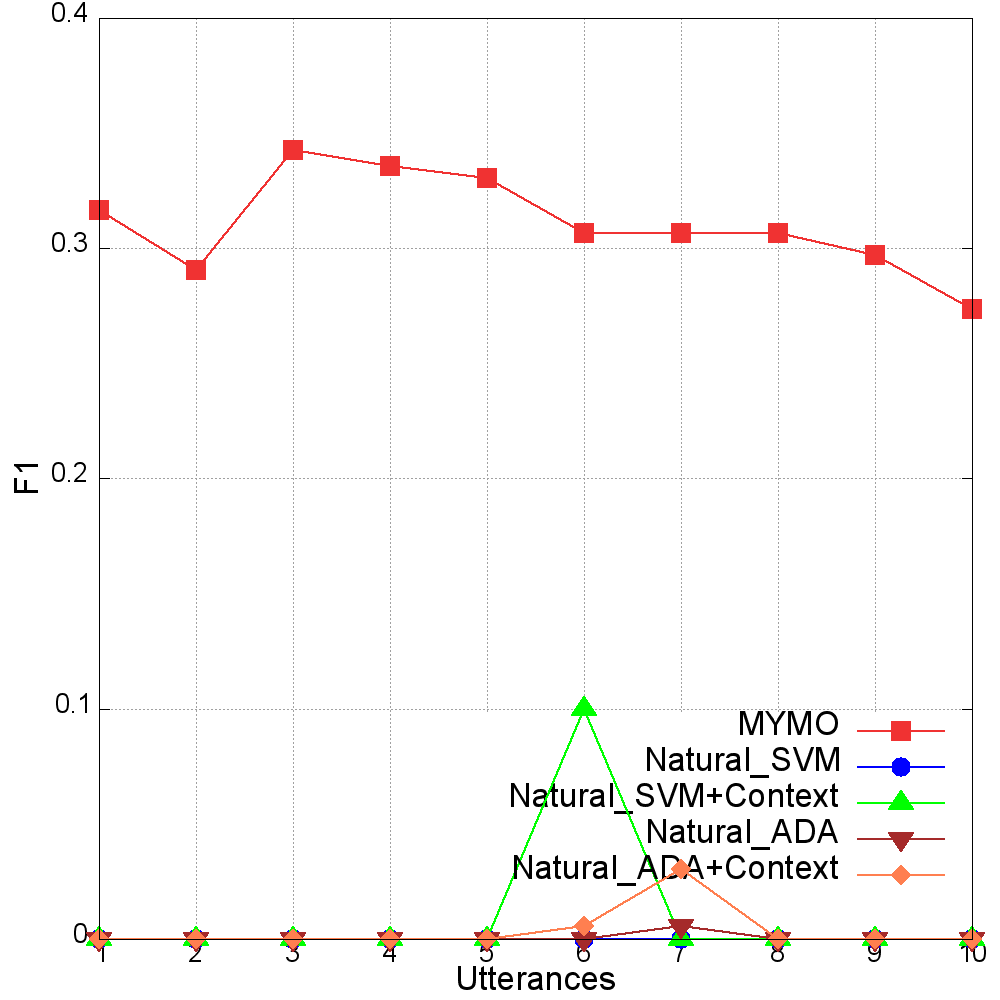 0.4
0.3
0.2
0.1
0
F1
MYMO
Natural_SVM
Natural_SVM+Context
Natural_ADA
Natural_ADA+Context
1 2 3 4 5 6 7 8 9 10
Utterances